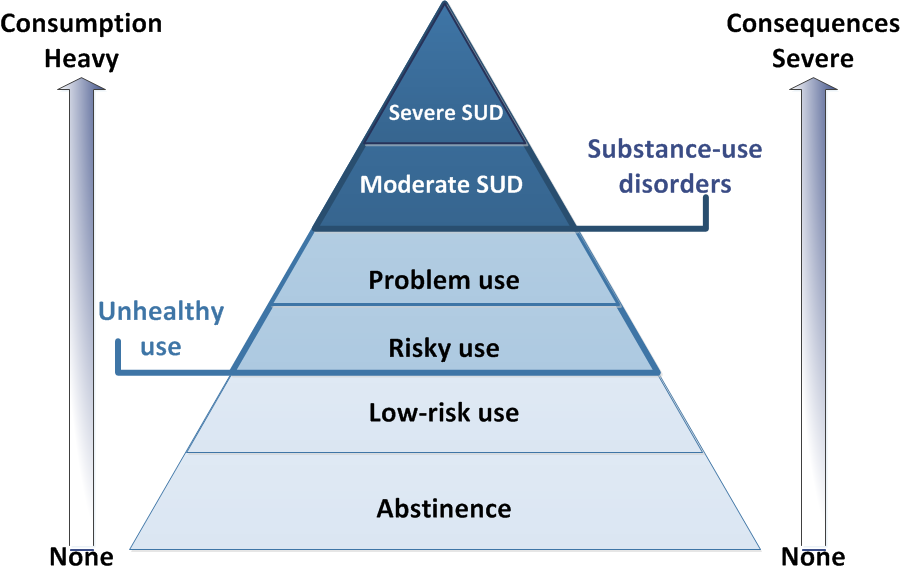 Consumption
Heavy
Consequences
Severe
Severe SUD
Substance-use
disorders
Moderate SUD
Problem use
Unhealthy
use
Risky use
Low-risk use
Abstinence
None
None